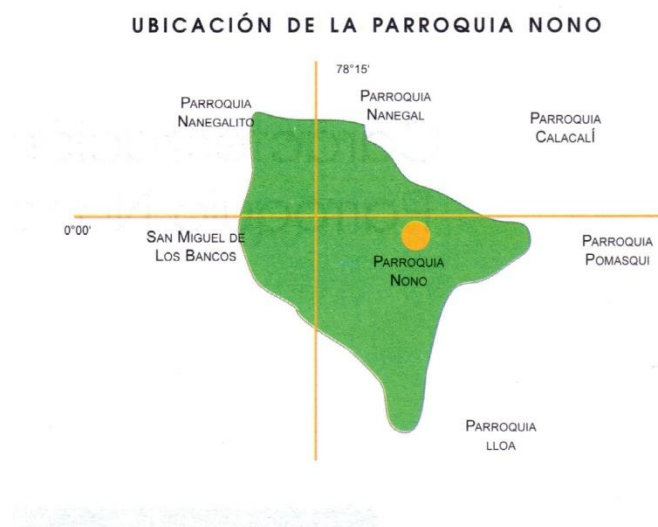 UBICACIÓN DE LA PARROQUIA NONO
78°15'
PARROQUIA
NANEGALITO
PARROQUIA
NANEGAL
PARROQUIA
CALACALÍ
0°00'
SAN MIGUEL DE
LOS BANCOS
PARROQUIA
NONO
PARROQUIA
POMASQUI
PARROQUIA
LLOA